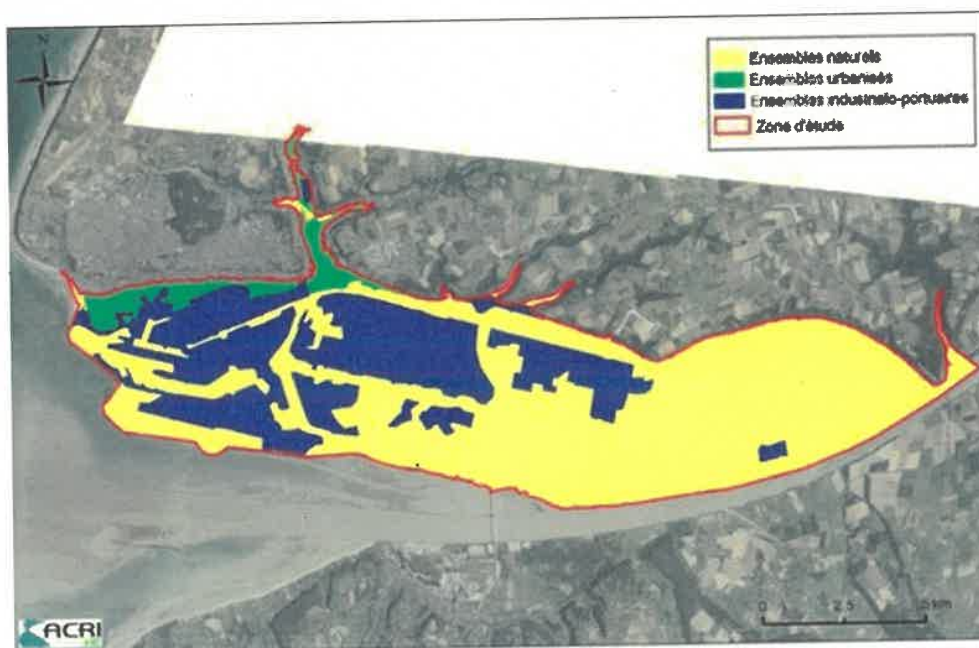 N
Ensembles naturels
Ensembles urbanisés
Ensembles industrialo-portuaires
Zone d'étude
0 2.5 5 km
ACRI